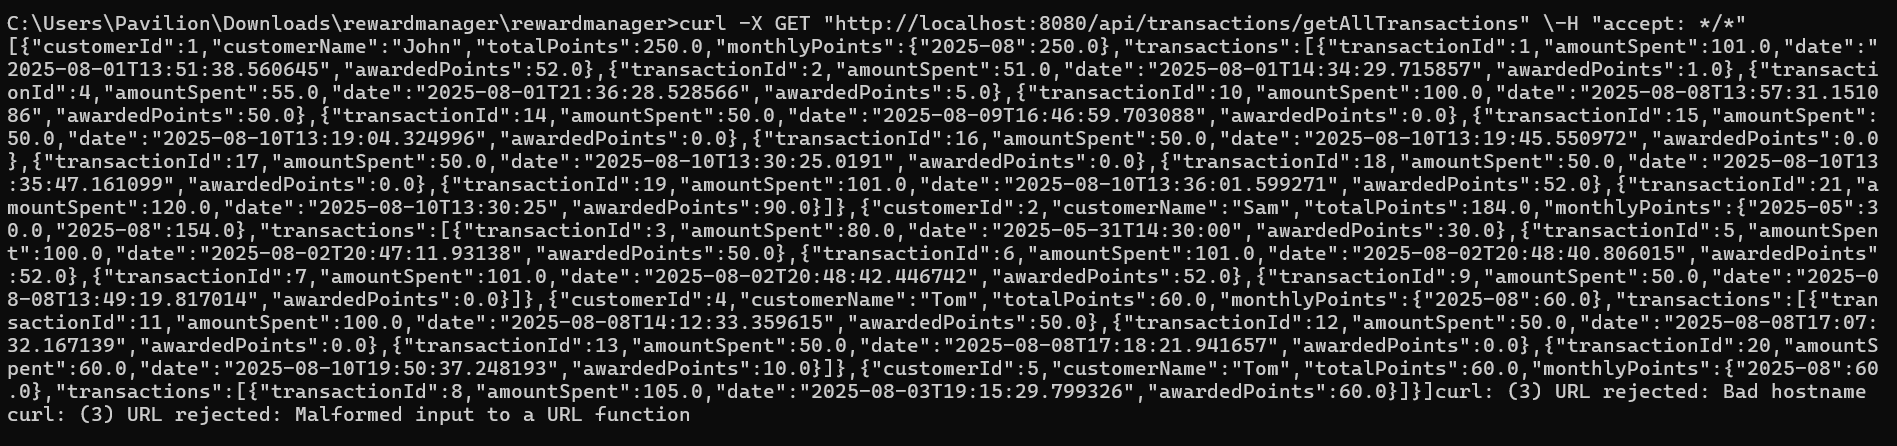 C:\Users\Pavilion\Downloads\rewardmanager\rewardmanager>curl -X GET "http://localhost:8080/api/transactions/getAllTransactions" \-H "accept: */*"
[{"customerId":1,"customerName":"John","totalPoints":250.0,"monthlyPoints":{"2025-08":250.0},"transactions":[{"transactionId":1,"amountSpent":101.0,"date":"
2025-08-01T13:51:38.560645","awardedPoints":52.0},{"transactionId":2,"amountSpent":51.0,"date":"2025-08-01T14:34:29.715857","awardedPoints":1.0},{"transacti
onId":4,"amountSpent":55.0,"date":"2025-08-01T21:36:28.528566","awardedPoints":5.0},{"transactionId":10,"amountSpent":100.0,"date":"2025-08-08T13:57:31.1510
86","awardedPoints":50.0},{"transactionId":14,"amountSpent":50.0,"date":"2025-08-09T16:46:59.703088","awardedPoints":0.0},{"transactionId":15,"amountSpent":
50.0,"date":"2025-08-10T13:19:04.324996","awardedPoints":0.0},{"transactionId":16,"amountSpent":50.0,"date":"2025-08-10T13:19:45.550972","awardedPoints":0.0
},{"transactionId":17,"amountSpent":50.0,"date":"2025-08-10T13:30:25.0191","awardedPoints":0.0},{"transactionId":18,"amountSpent":50.0,"date":"2025-08-10T13
:35:47.161099","awardedPoints":0.0},{"transactionId":19,"amountSpent":101.0,"date":"2025-08-10T13:36:01.599271","awardedPoints":52.0},{"transactionId":21,"a
mountSpent":120.0,"date":"2025-08-10T13:30:25","awardedPoints":90.0}]},{"customerId":2,"customerName":"Sam","totalPoints":184.0,"monthlyPoints":{"2025-05":3
0.0,"2025-08":154.0},"transactions":[{"transactionId":3,"amountSpent":80.0,"date":"2025-05-31T14:30:00","awardedPoints":30.0},{"transactionId":5,"amountSpen
t":100.0,"date":"2025-08-02T20:47:11.93138","awardedPoints":50.0},{"transactionId":6,"amountSpent":101.0,"date":"2025-08-02T20:48:40.806015","awardedPoints"
:52.0},{"transactionId":7,"amountSpent":101.0,"date":"2025-08-02T20:48:42.446742","awardedPoints":52.0},{"transactionId":9,"amountSpent":50.0,"date":"2025-0
8-08T13:49:19.817014","awardedPoints":0.0}]},{"customerId":4,"customerName":"Tom","totalPoints":60.0,"monthlyPoints":{"2025-08":60.0},"transactions":[{"tran
sactionId":11,"amountSpent":100.0,"date":"2025-08-08T14:12:33.359615","awardedPoints":50.0},{"transactionId":12,"amountSpent":50.0,"date":"2025-08-08T17:07:
32.167139","awardedPoints":0.0},{"transactionId":13,"amountSpent":50.0,"date":"2025-08-08T17:18:21.941657","awardedPoints":0.0},{"transactionId":20,"amountS
pent":60.0,"date":"2025-08-10T19:50:37.248193","awardedPoints":10.0}]},{"customerId":5,"customerName":"Tom","totalPoints":60.0,"monthlyPoints":{"2025-08":60
.0},"transactions":[{"transactionId":8,"amountSpent":105.0,"date":"2025-08-03T19:15:29.799326","awardedPoints":60.0}]}]curl: (3) URL rejected: Bad hostname
curl: (3) URL rejected: Malformed input to a URL function